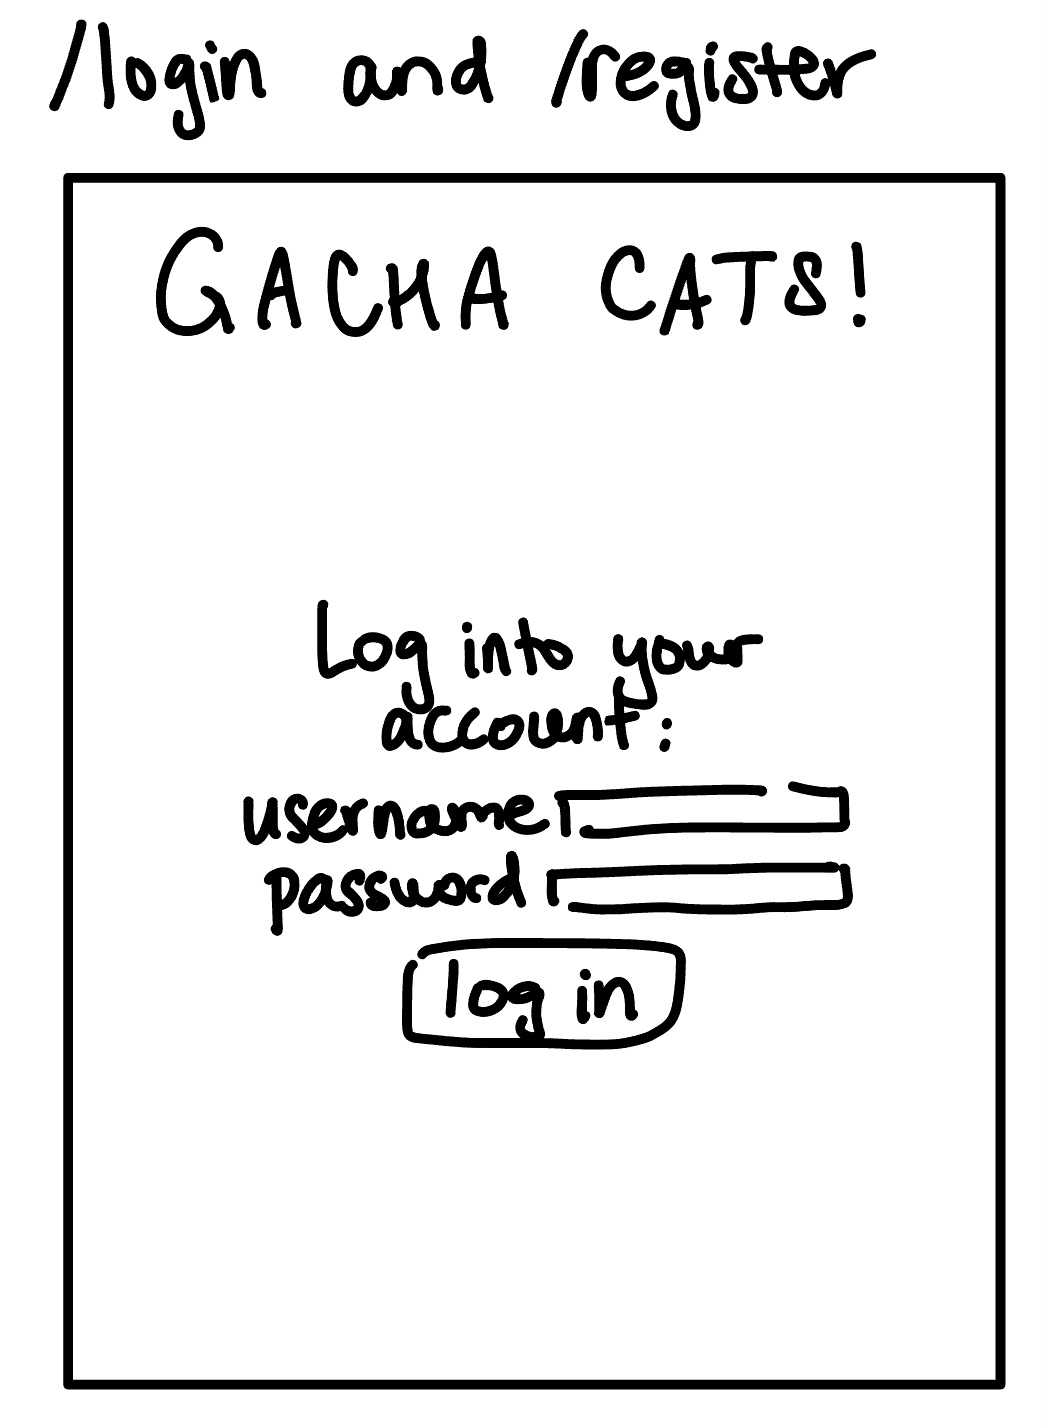 /login and /register
GACHA CATS!
Log into your
account:
username
password
log in